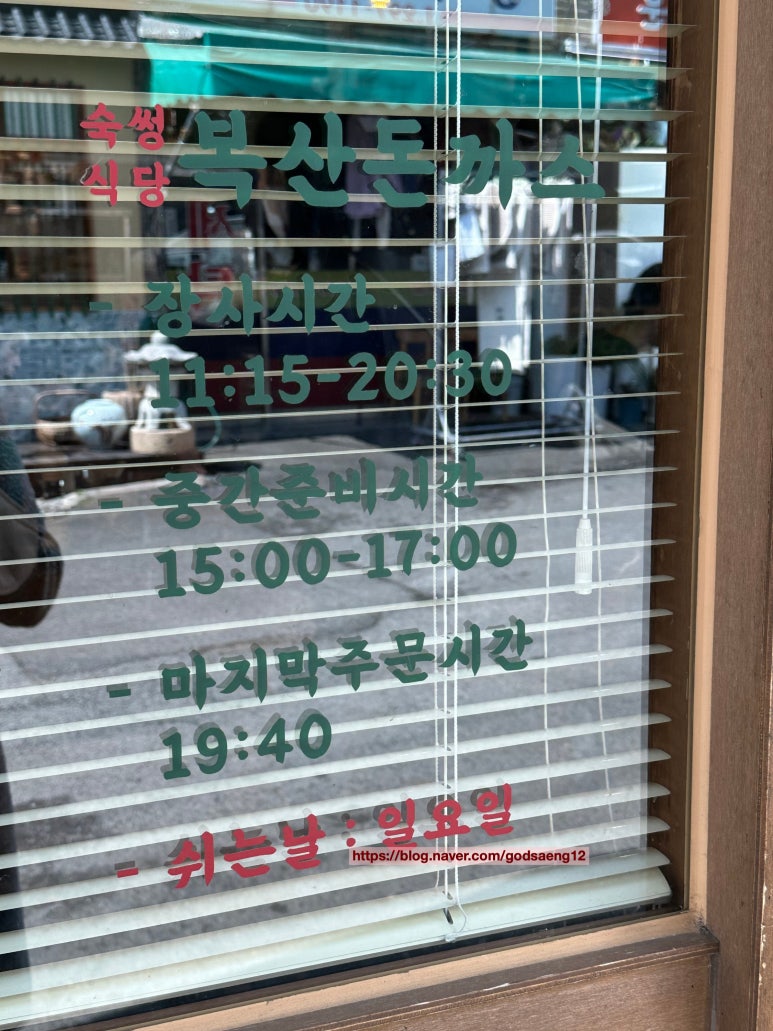 숙썽
식당
복산돈까스
- 장사시간
11:15-20:30
- 중간준비시간
15:00-17:00
- 마지막주문시간
19:40
- 쉬는날 : 일요일
https://blog.naver.com/godsaeng12